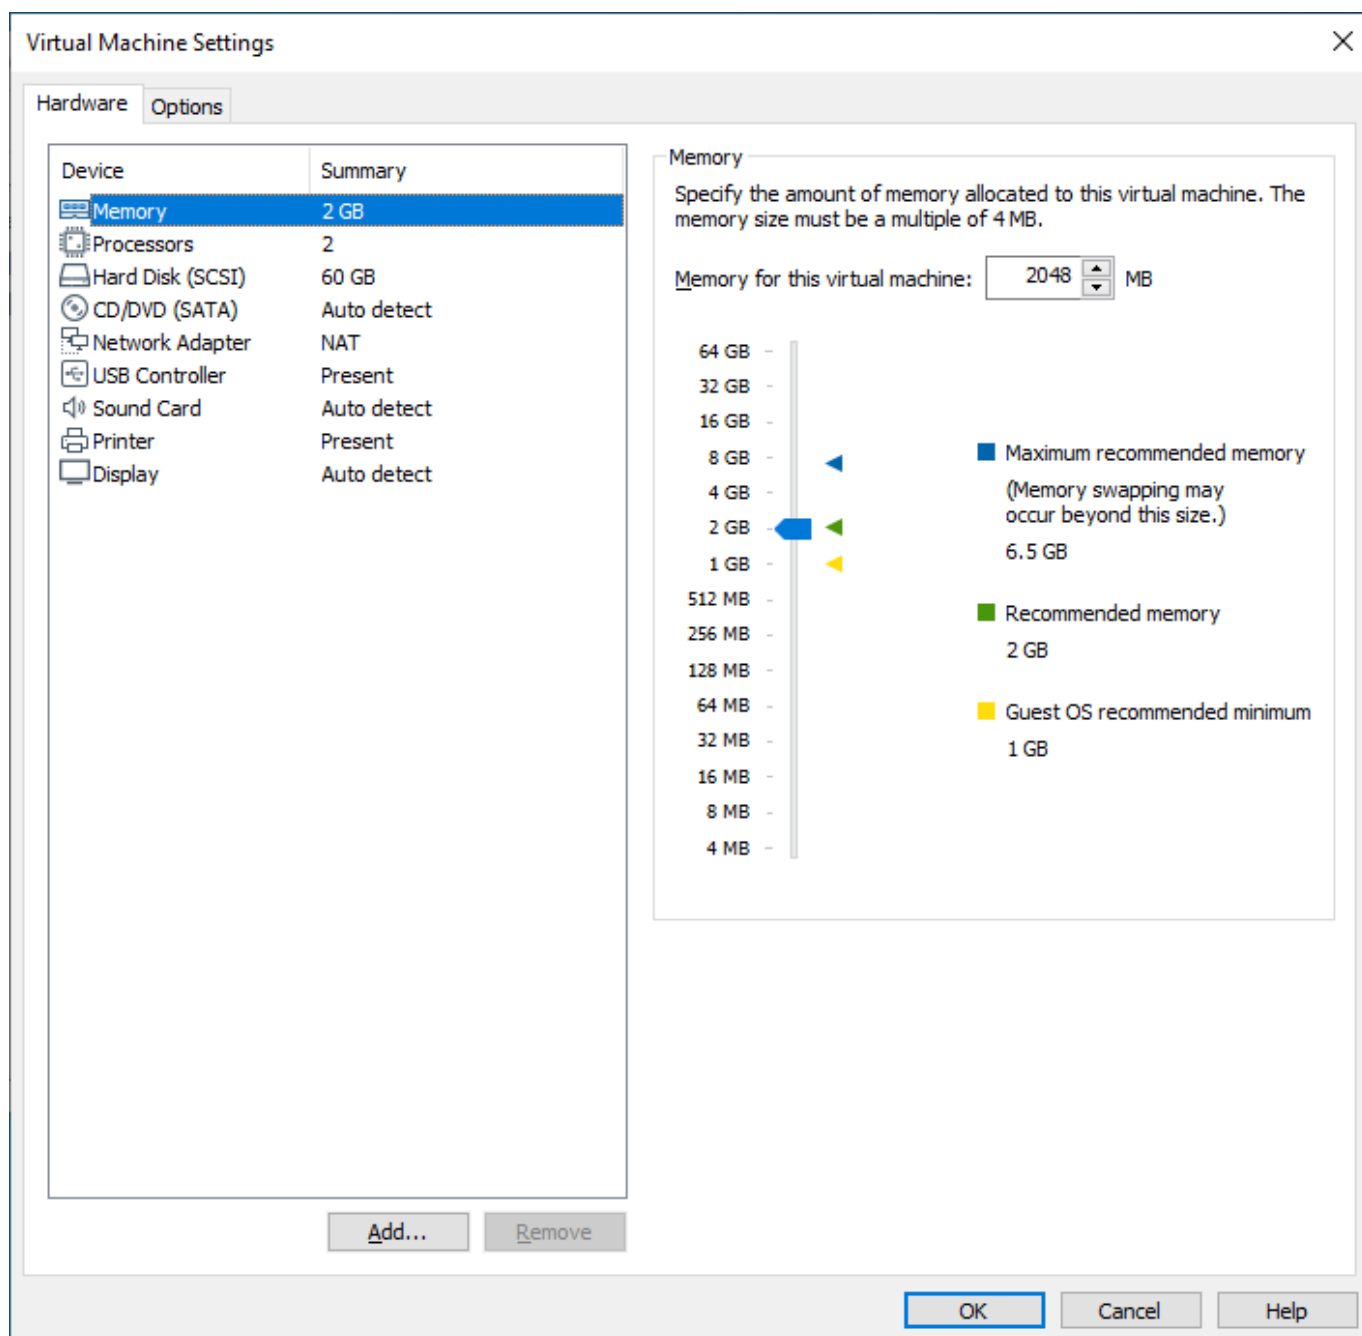 Virtual Machine Settings
Hardware Options
Device Summary
Memory 2 GB
Processors 2
Hard Disk (SCSI) 60 GB
CD/DVD (SATA) Auto detect
Network Adapter NAT
USB Controller Present
Sound Card Auto detect
Printer Present
Display Auto detect
Add... Remove
Memory
Specify the amount of memory allocated to this virtual machine. The
memory size must be a multiple of 4 MB.
Memory for this virtual machine: 2048 MB
64 GB
32 GB
16 GB
8 GB
4 GB
2 GB
1 GB
512 MB
256 MB
128 MB
64 MB
32 MB
16 MB
8 MB
4 MB
Maximum recommended memory
(Memory swapping may
occur beyond this size.)
6.5 GB
Recommended memory
2 GB
Guest OS recommended minimum
1 GB
OK Cancel Help